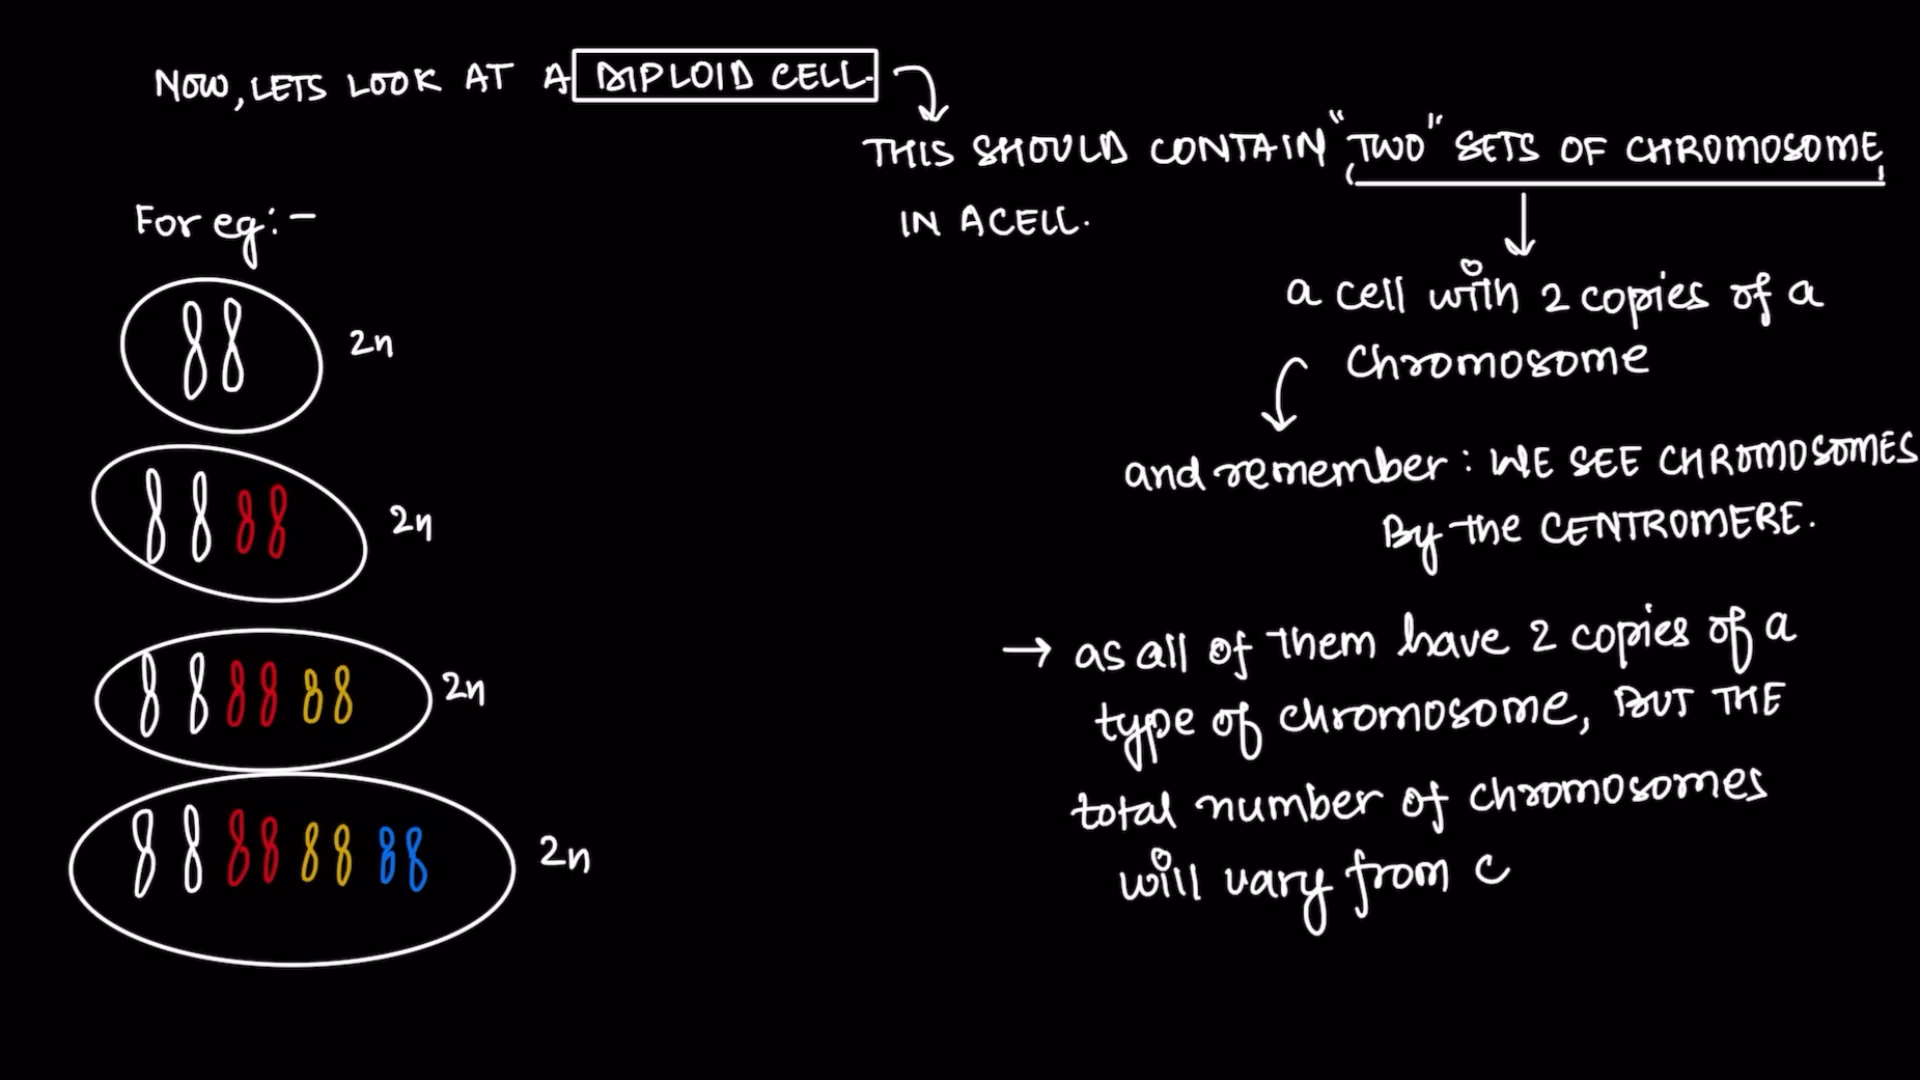 NOW, LETS LOOK AT A DIPLOID CELL.
THIS SHOULD CONTAIN "TWO" SETS OF CHROMOSOME
IN A CELL.
For eg:-
a cell with 2 copies of a
Chromosome
2n
and remember: WE SEE CHROMOSOMES
By the CENTROMERE.
2n
→ as all of them have 2 copies of a
type of chromosome, BUT THE
2n
total number of chromosomes
will vary from c
2n